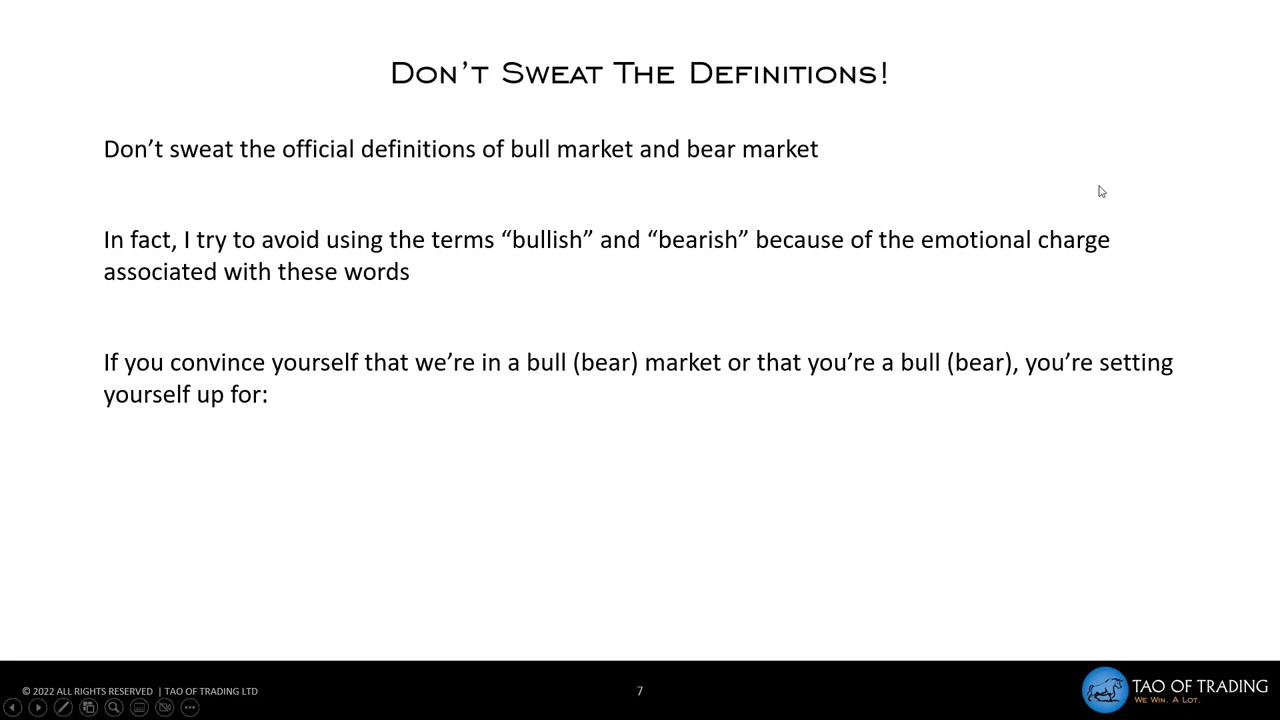 Don’t Sweat The Definitions!
Don’t sweat the official definitions of bull market and bear market
In fact, I try to avoid using the terms “bullish” and “bearish” because of the emotional charge
associated with these words
If you convince yourself that we’re in a bull (bear) market or that you’re a bull (bear), you’re setting
yourself up for:
© 2022 ALL RIGHTS RESERVED | TAO OF TRADING LTD
7
TAO OF TRADING
We Win. A Lot.